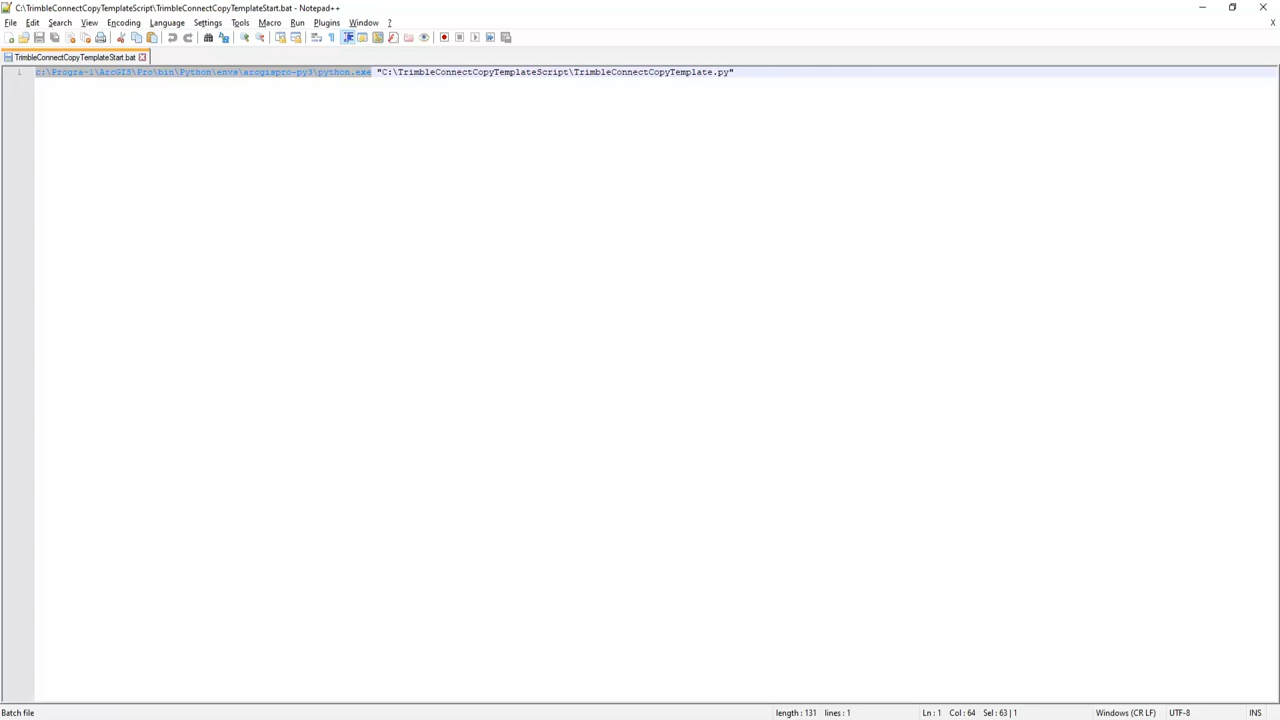 C:\TrimbleConnectCopyTemplateScript\TrimbleConnectCopyTemplateStart.bat - Notepad++
File Edit Search View Encoding Language Settings Tools Macro Run Plugins Window ?
X
TrimbleConnectCopyTemplateStart.bat
1 c:\Progra~1\ArcGIS\Pro\bin\Python\envs\arcgispro-py3\python.exe "C:\TrimbleConnectCopyTemplateScript\TrimbleConnectCopyTemplate.py"
Batch file length : 131 lines : 1 Ln : 1 Col : 64 Sel : 63 | 1 Windows (CR LF) UTF-8 INS